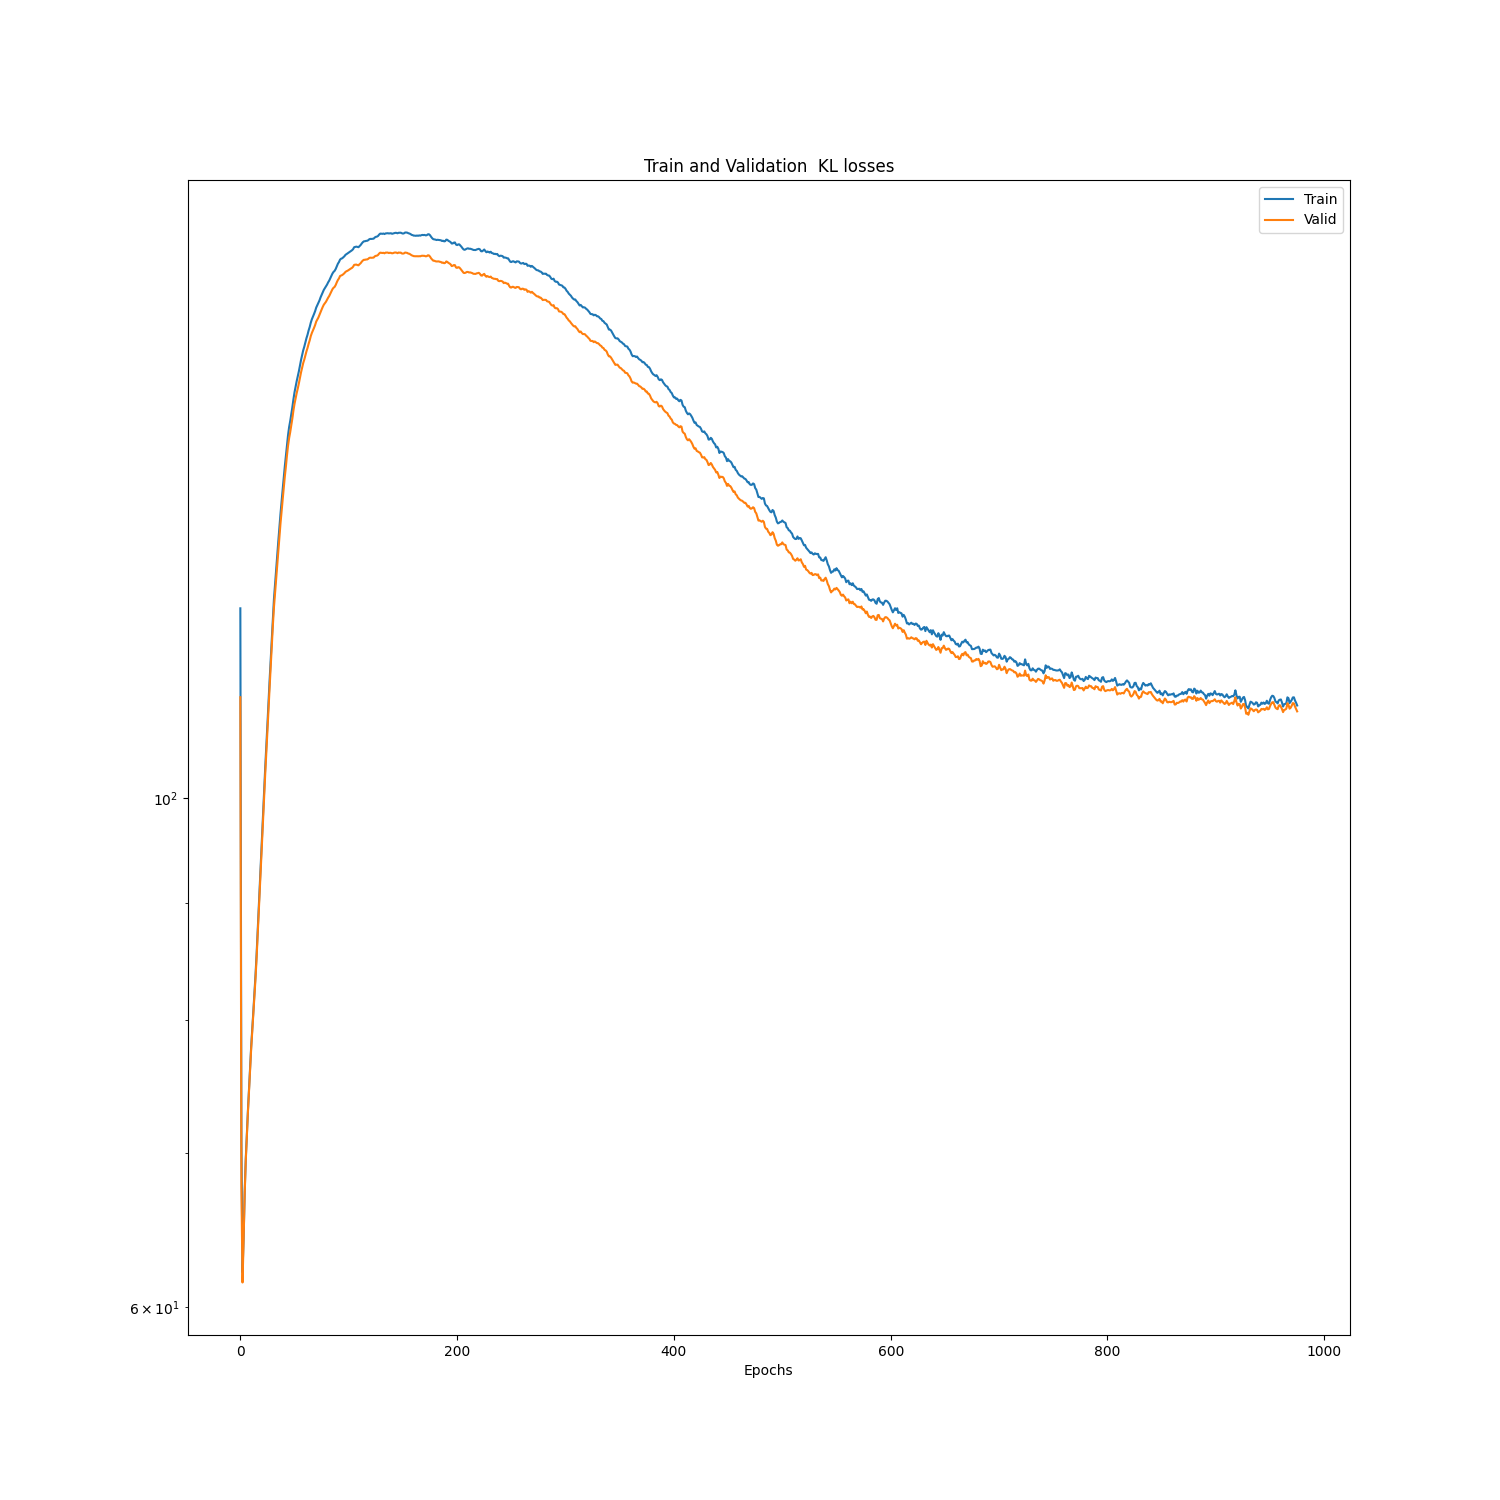 Train and Validation  KL losses
Train
Valid
10²
6 × 10¹
0 200 400 600 800 1000
Epochs